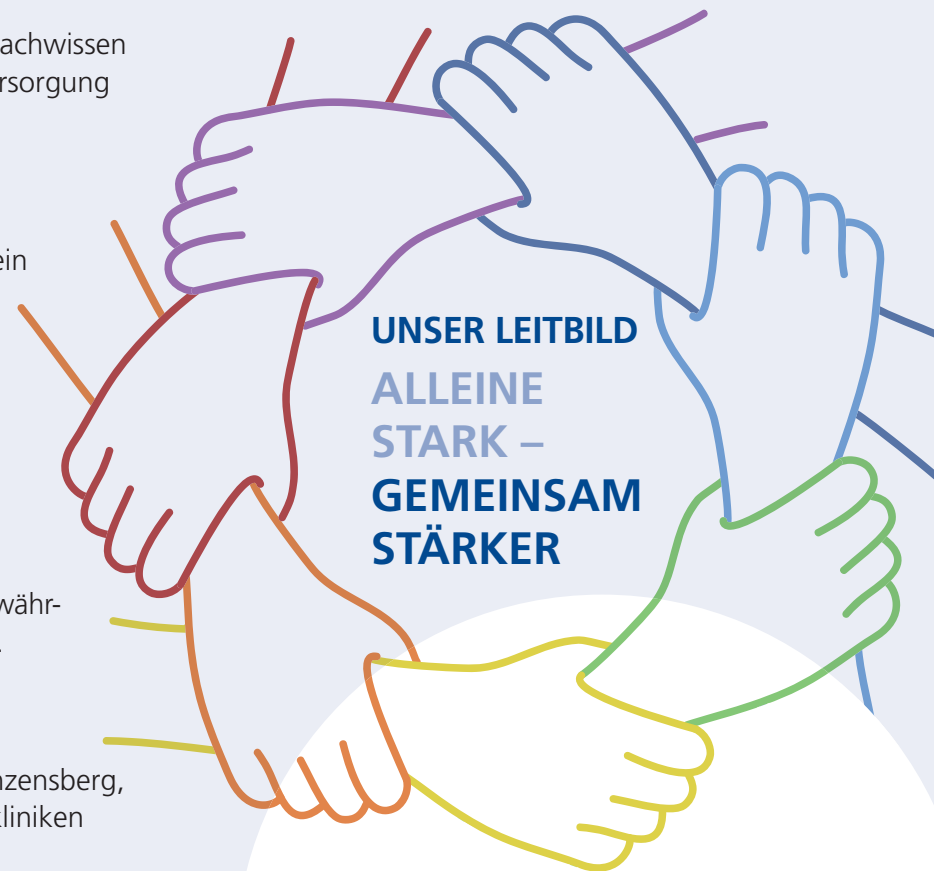 achwissen
rsorgung
ein
währ-
nzensberg,
kliniken
UNSER LEITBILD
ALLEINE
STARK –
GEMEINSAM
STÄRKER